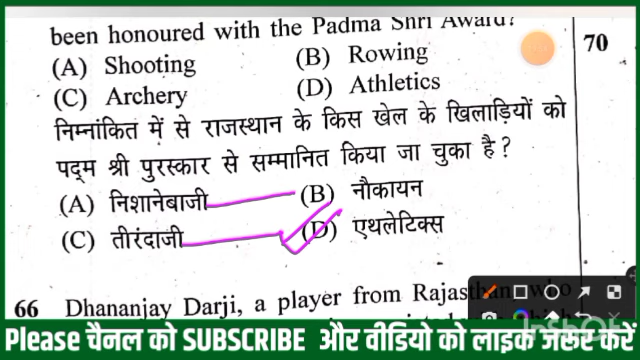 been honoured with the Padma Shri Award?
(A) Shooting (B) Rowing
(C) Archery (D) Athletics
70
निम्नांकित में से राजस्थान के किस खेल के खिलाड़ियों को
पद्म श्री पुरस्कार से सम्मानित किया जा चुका है ?
(A) निशानेबाजी (B) नौकायन
(C) तीरंदाजी (D) एथलेटिक्स
66 Dhananjay Darji, a player from Rajasthan, who
Please चैनल को SUBSCRIBE और वीडियो को लाइक जरूर करें